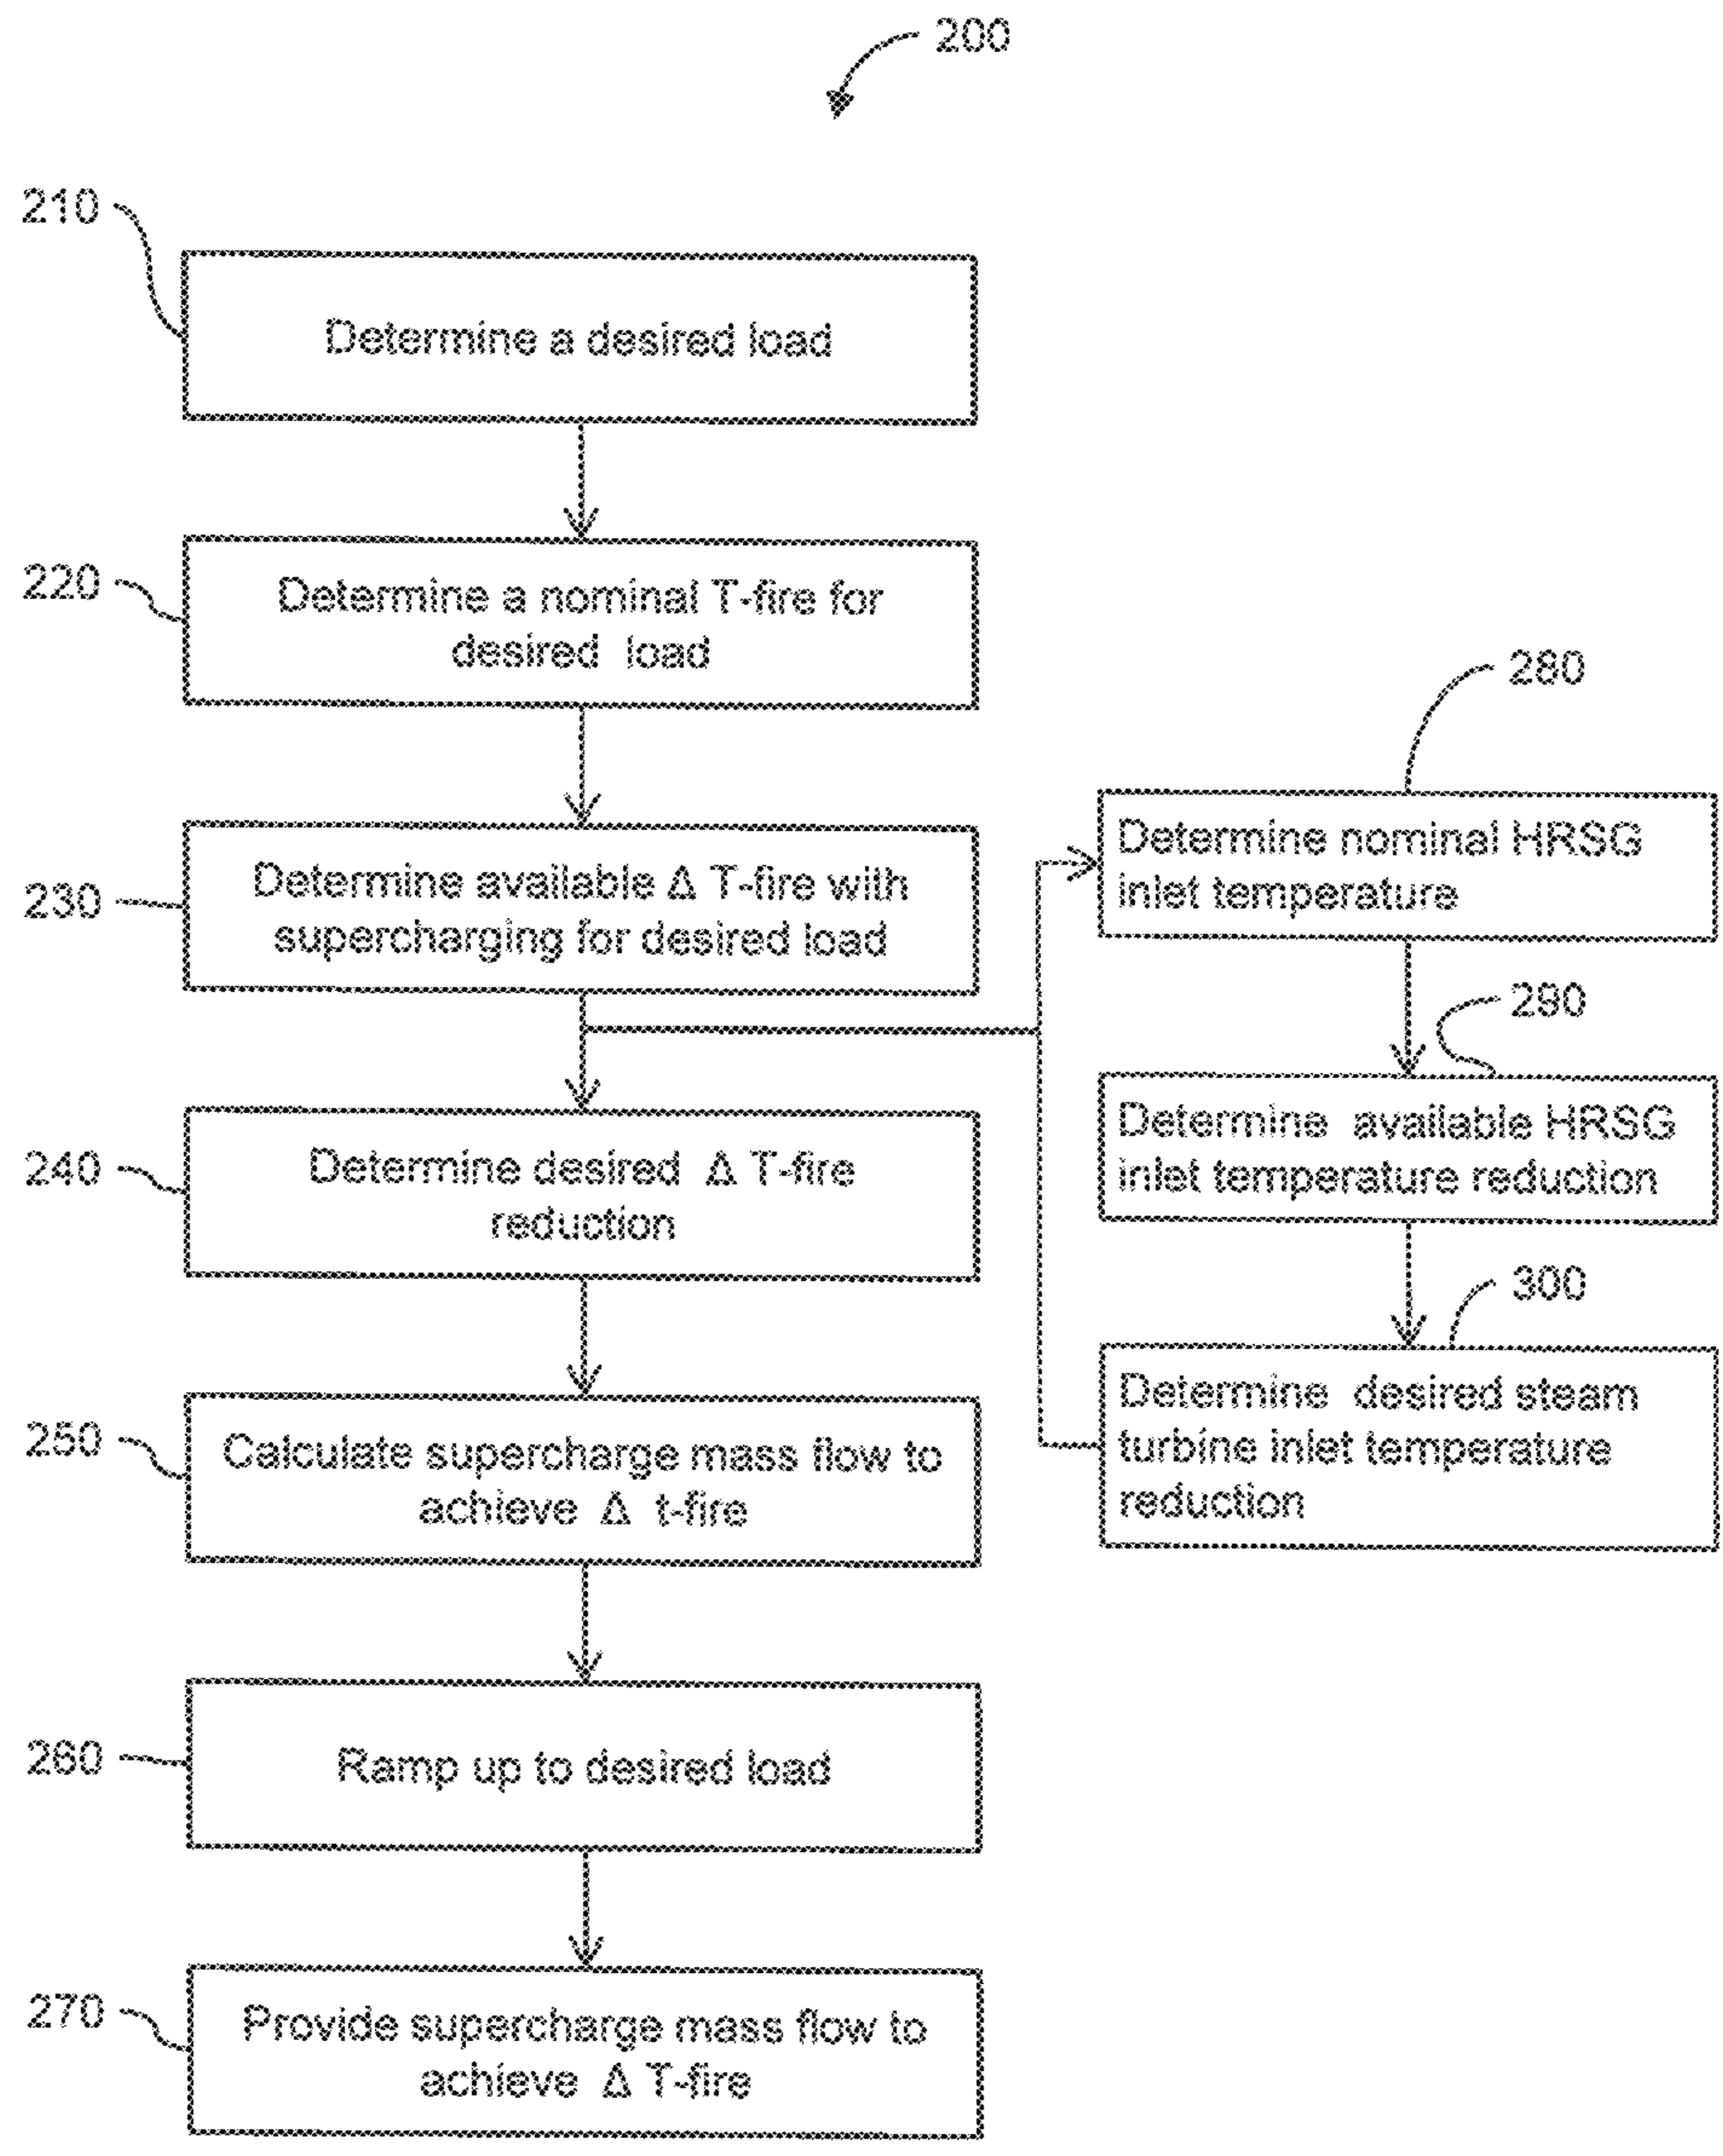 200
210
Determine a desired load
220
Determine a nominal T-fire for
desired load
230
Determine available Δ T-fire with
supercharging for desired load
240
Determine desired Δ T-fire
reduction
250
Calculate supercharge mass flow to
achieve Δ t-fire
260
Ramp up to desired load
270
Provide supercharge mass flow to
achieve Δ T-fire
280
Determine nominal HRSG
inlet temperature
290
Determine available HRSG
inlet temperature reduction
300
Determine desired steam
turbine inlet temperature
reduction